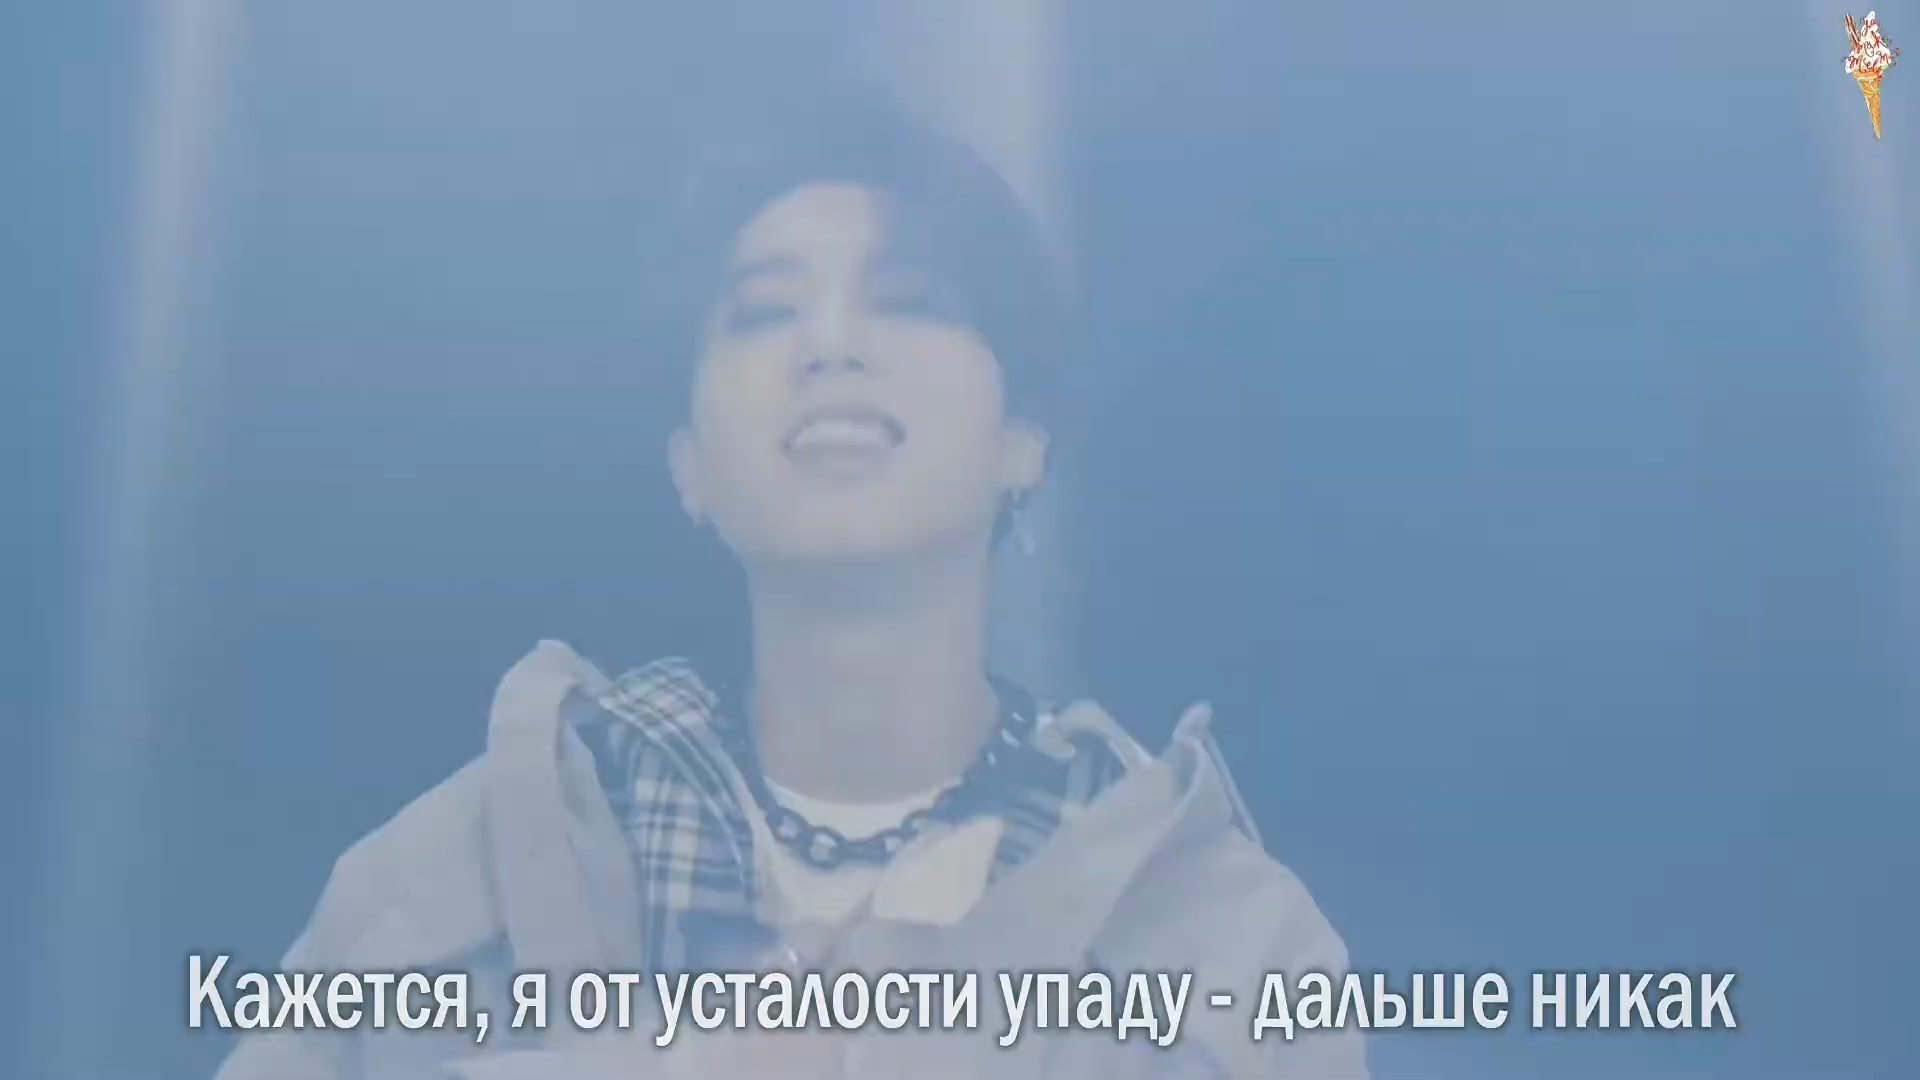 Кажется, я от усталости упаду - дальше никак